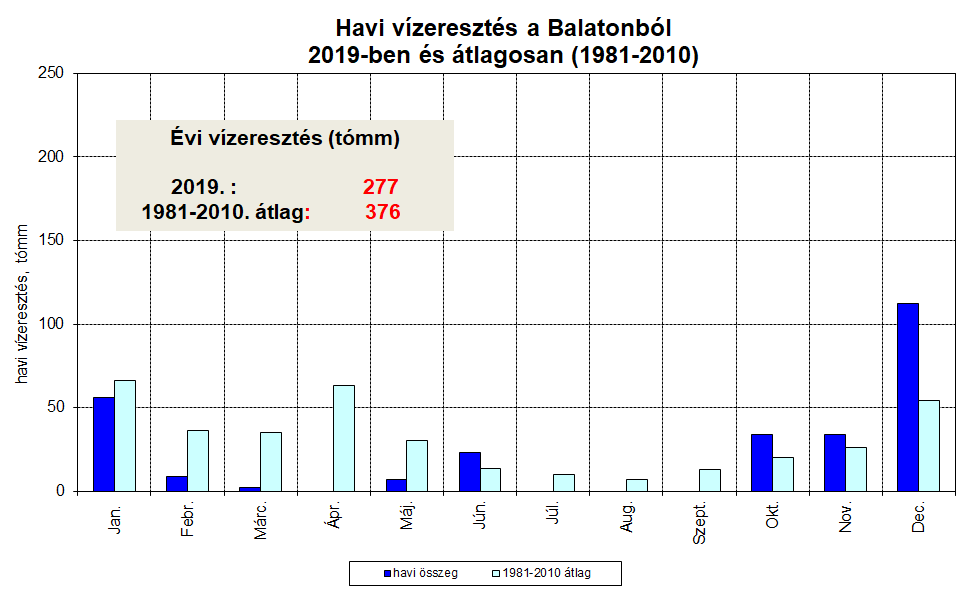 Havi vízeresztés a Balatonból
2019-ben és átlagosan (1981-2010)
250
200
150
100
50
0
havi vízeresztés, tómm
Évi vízeresztés (tómm)
2019. : 277
1981-2010. átlag: 376
Jan.
Febr.
Márc.
Ápr.
Máj.
Jún.
Júl.
Aug.
Szept.
Okt.
Nov.
Dec.
havi összeg
1981-2010 átlag